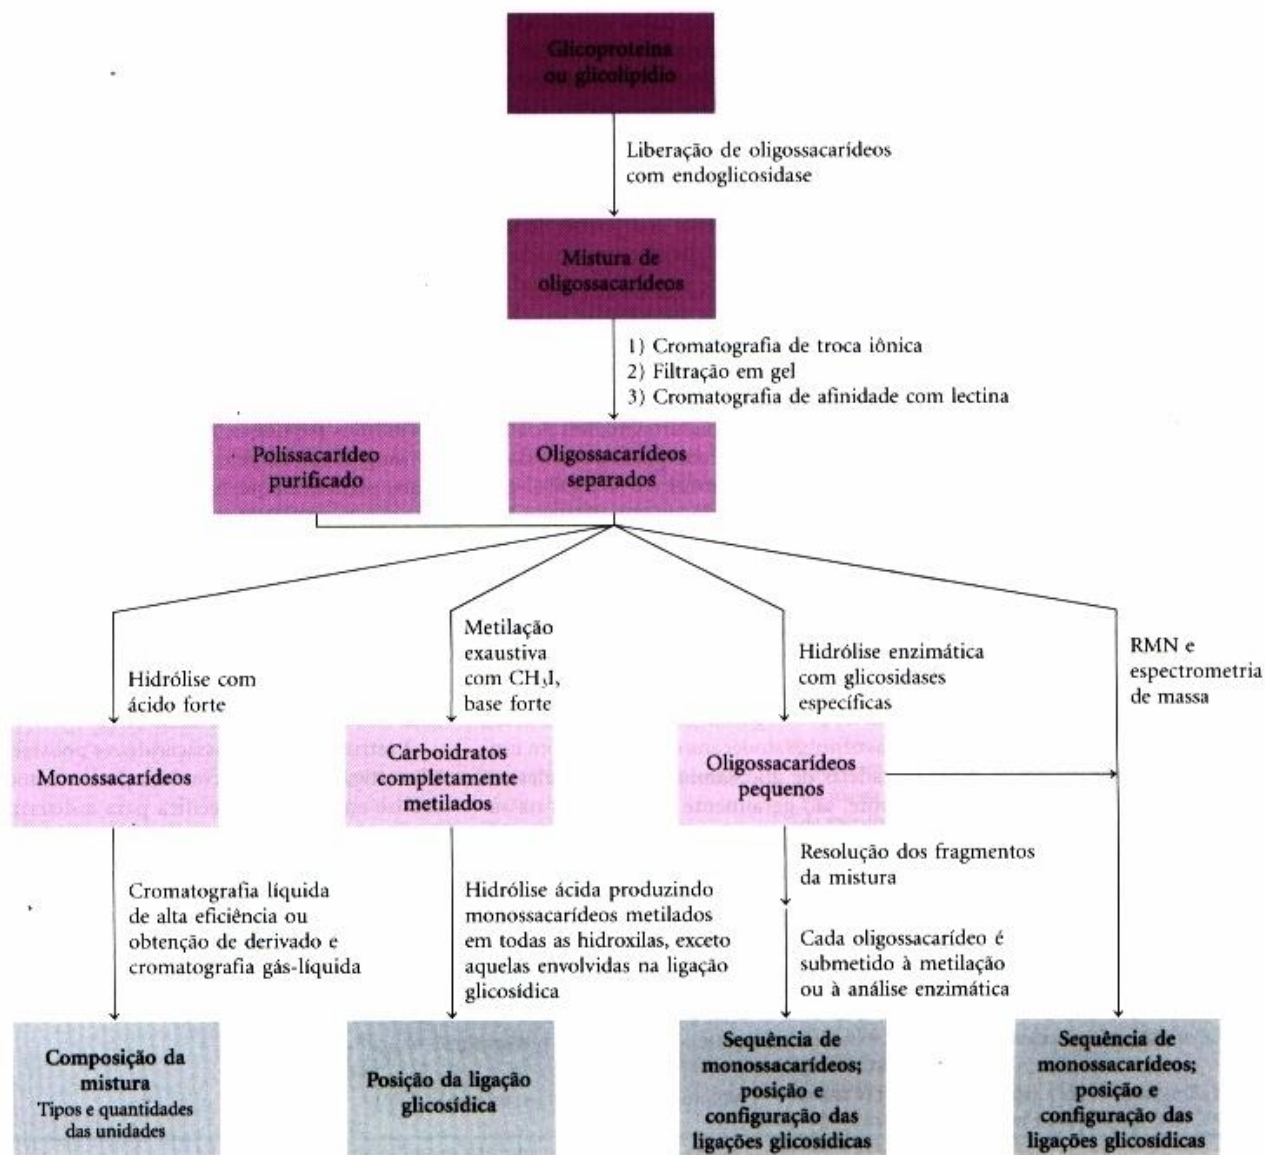 Glicoproteína
ou glicolipídio
Liberação de oligossacarídeos
com endoglicosidase
Mistura de
oligossacarídeos
1) Cromatografia de troca iônica
2) Filtração em gel
3) Cromatografia de afinidade com lectina
Polissacarídeo
purificado
Oligossacarídeos
separados
Hidrólise com
ácido forte
Metilação
exaustiva
com CH₃I,
base forte
Hidrólise enzimática
com glicosidases
específicas
RMN e
espectrometria
de massa
Monossacarídeos
Carboidratos
completamente
metilados
Oligossacarídeos
pequenos
Cromatografia líquida
de alta eficiência ou
obtenção de derivado e
cromatografia gás-líquida
Hidrólise ácida produzindo
monossacarídeos metilados
em todas as hidroxilas, exceto
aquelas envolvidas na ligação
glicosídica
Resolução dos fragmentos
da mistura
Cada oligossacarídeo é
submetido à metilação
ou à análise enzimática
Composição da
mistura
Tipos e quantidades
das unidades
Posição da ligação
glicosídica
Sequência de
monossacarídeos;
posição e
configuração das
ligações glicosídicas
Sequência de
monossacarídeos;
posição e
configuração das
ligações glicosídicas